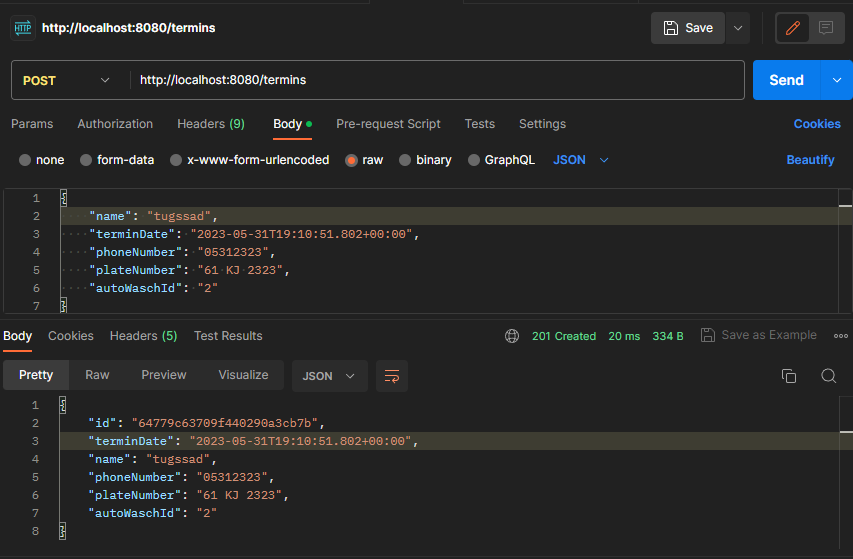 HTTP http://localhost:8080/termins Save
POST http://localhost:8080/termins Send
Params Authorization Headers (9) Body Pre-request Script Tests Settings Cookies
none form-data x-www-form-urlencoded raw binary GraphQL JSON Beautify
1 {
2 "name": "tugssad",
3 "terminDate": "2023-05-31T19:10:51.802+00:00",
4 "phoneNumber": "05312323",
5 "plateNumber": "61 KJ 2323",
6 "autoWaschId": "2"
7 }
Body Cookies Headers (5) Test Results 201 Created 20 ms 334 B Save as Example
Pretty Raw Preview Visualize JSON
1 {
2 "id": "64779c63709f440290a3cb7b",
3 "terminDate": "2023-05-31T19:10:51.802+00:00",
4 "name": "tugssad",
5 "phoneNumber": "05312323",
6 "plateNumber": "61 KJ 2323",
7 "autoWaschId": "2"
8 }